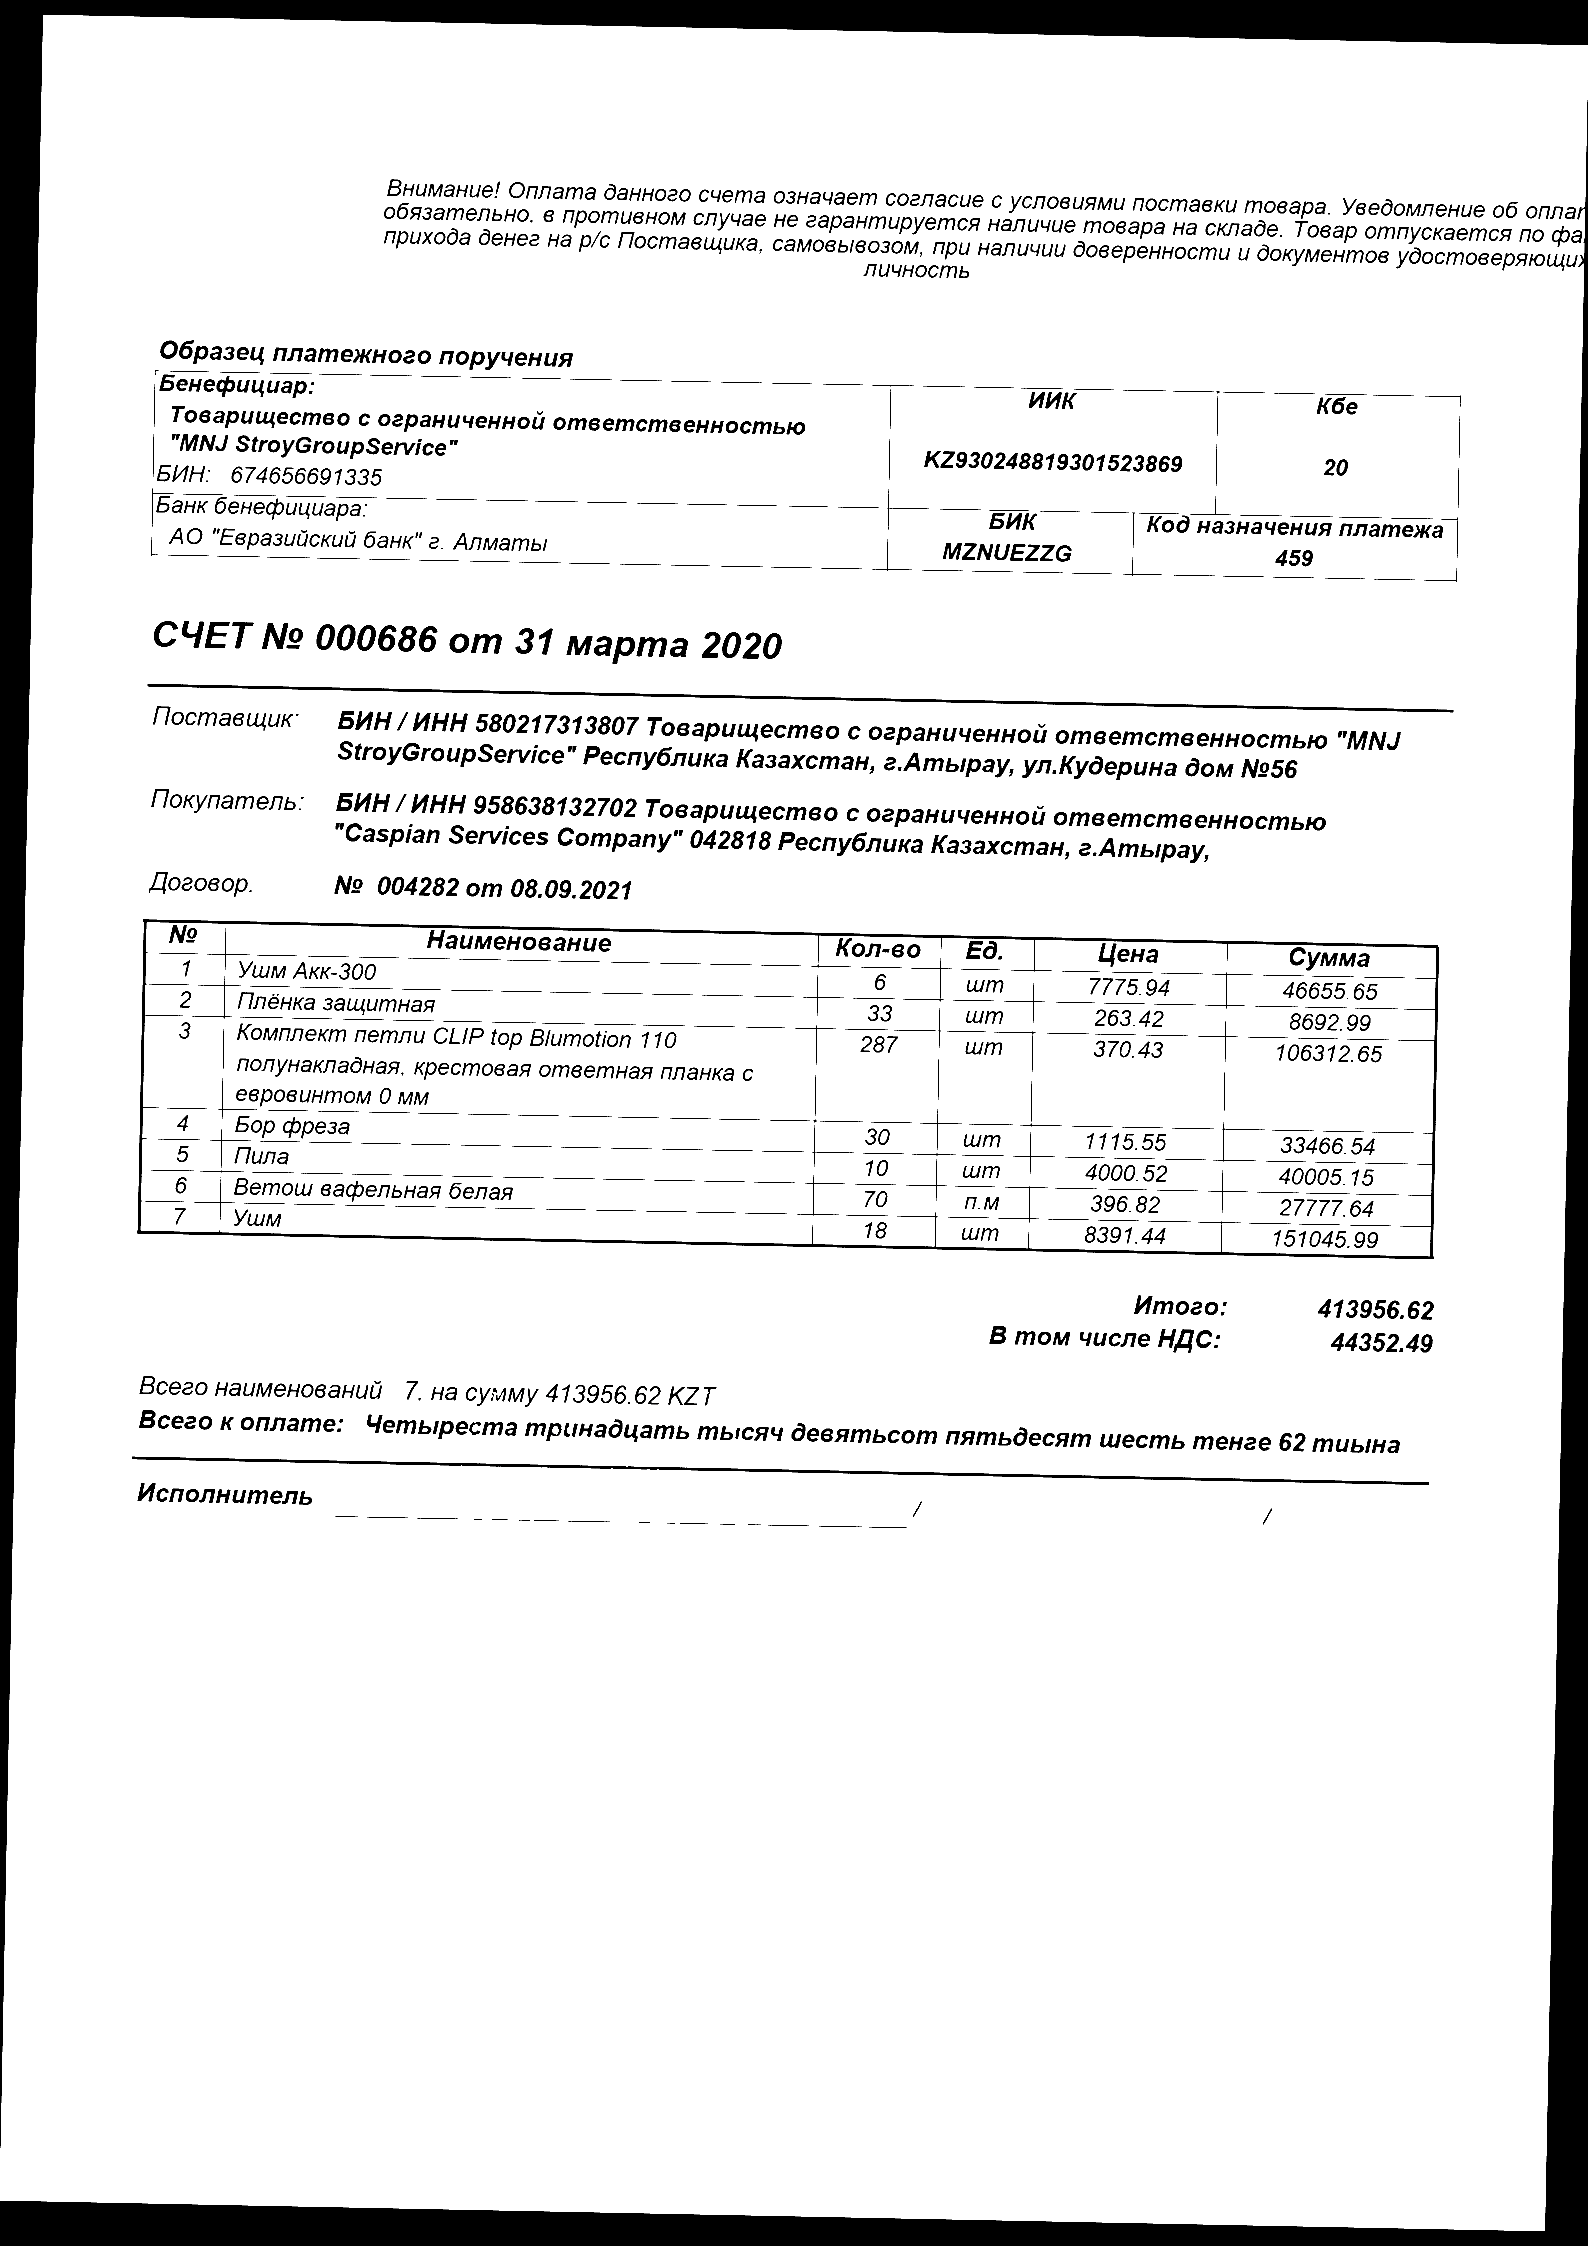 Внимание! Оплата данного счета означает согласие с условиями поставки товара. Уведомление об
обязательно. в противном случае не гарантируется наличие товара на складе. Товар отпускается по
прихода денег на р/с Поставщика, самовывозом, при наличии доверенности и документов
личность
Образец платежного поручения
Бенефициар: ИИК Кбе
Товарищество с ограниченной ответственностью
"MNJ StroyGroupService" KZ930248819301523869 20
БИН: 674656691335
Банк бенефициара: БИК Код назначения платежа
АО "Евразийский банк" г. Алматы MZNUEZZG 459
СЧЕТ № 000686 от 31 марта 2020
Поставщик: БИН / ИНН 580217313807 Товарищество с ограниченной ответственностью "MNJ
StroyGroupService" Республика Казахстан, г.Атырау, ул.Кудерина дом №56
Покупатель: БИН / ИНН 958638132702 Товарищество с ограниченной ответственностью
"Caspian Services Company" 042818 Республика Казахстан, г.Атырау,
Договор. № 004282 от 08.09.2021
№ Наименование Кол-во Ед. Цена Сумма
1 Ушм Акк-300 6 шт 7775.94 46655.65
2 Плёнка защитная 33 шт 263.42 8692.99
3 Комплект петли CLIP top Blumotion 110 287 шт 370.43 106312.65
полунакладная. крестовая ответная планка с
евровинтом 0 мм
4 Бор фреза 30 шт 1115.55 33466.54
5 Пила 10 шт 4000.52 40005.15
6 Ветош вафельная белая 70 п.м 396.82 27777.64
7 Ушм 18 шт 8391.44 151045.99
Итого: 413956.62
В том числе НДС: 44352.49
Всего наименований 7. на сумму 413956.62 KZT
Всего к оплате: Четыреста тринадцать тысяч девятьсот пятьдесят шесть тенге 62 тиына
Исполнитель / /